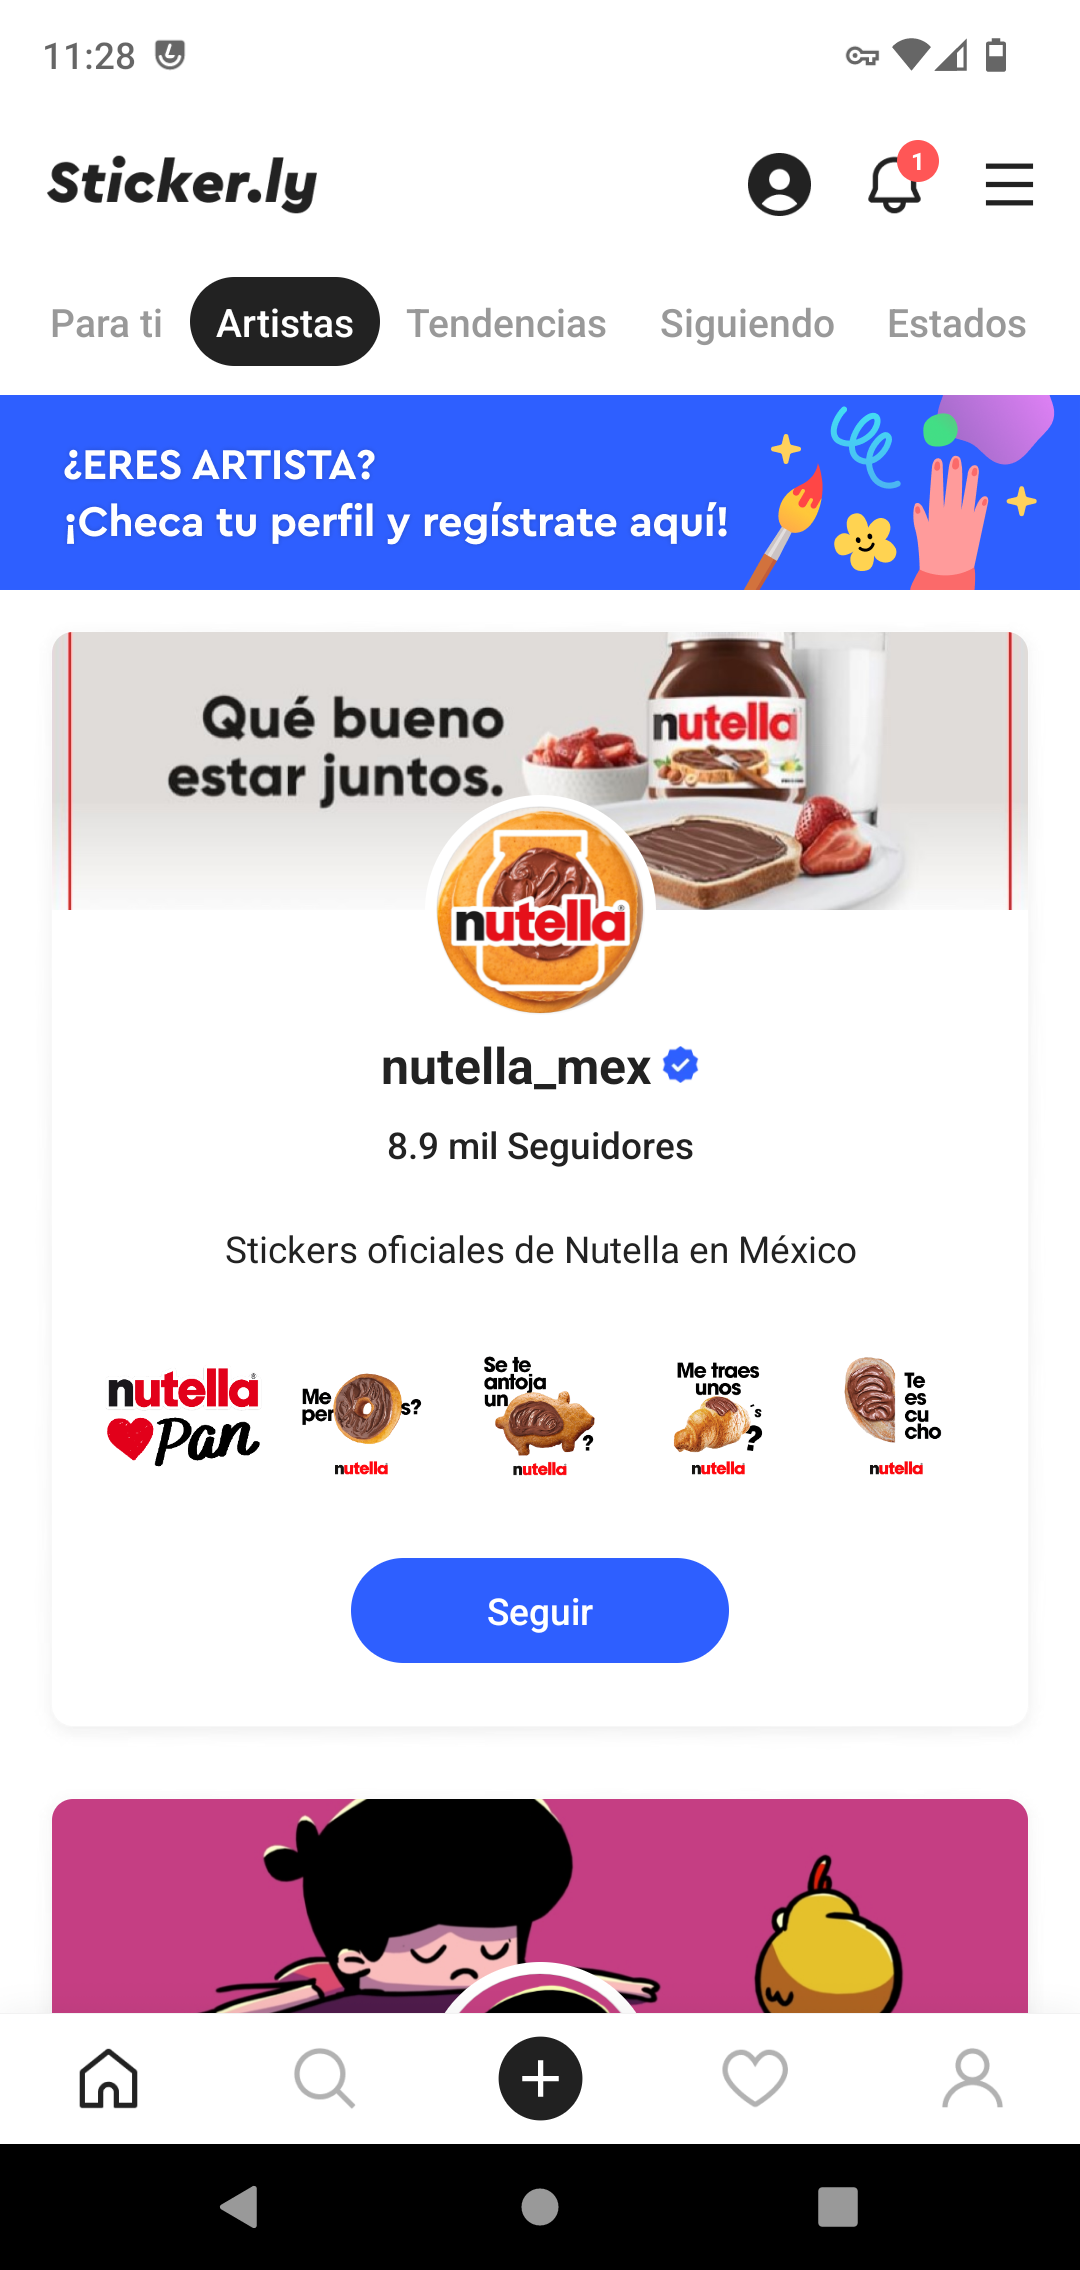 11:28
Sticker.ly
1
Para ti
Artistas
Tendencias
Siguiendo
Estados
¿ERES ARTISTA?
¡Checa tu perfil y regístrate aquí!
Qué bueno
estar juntos.
nutella
nutella
nutella_mex
8.9 mil Seguidores
Stickers oficiales de Nutella en México
nutella
Pan
Me
per s?
nutella
Se te
antoja
un
?
nutella
Me traes
unos
´s
?
nutella
Te
es
cu
cho
nutella
Seguir